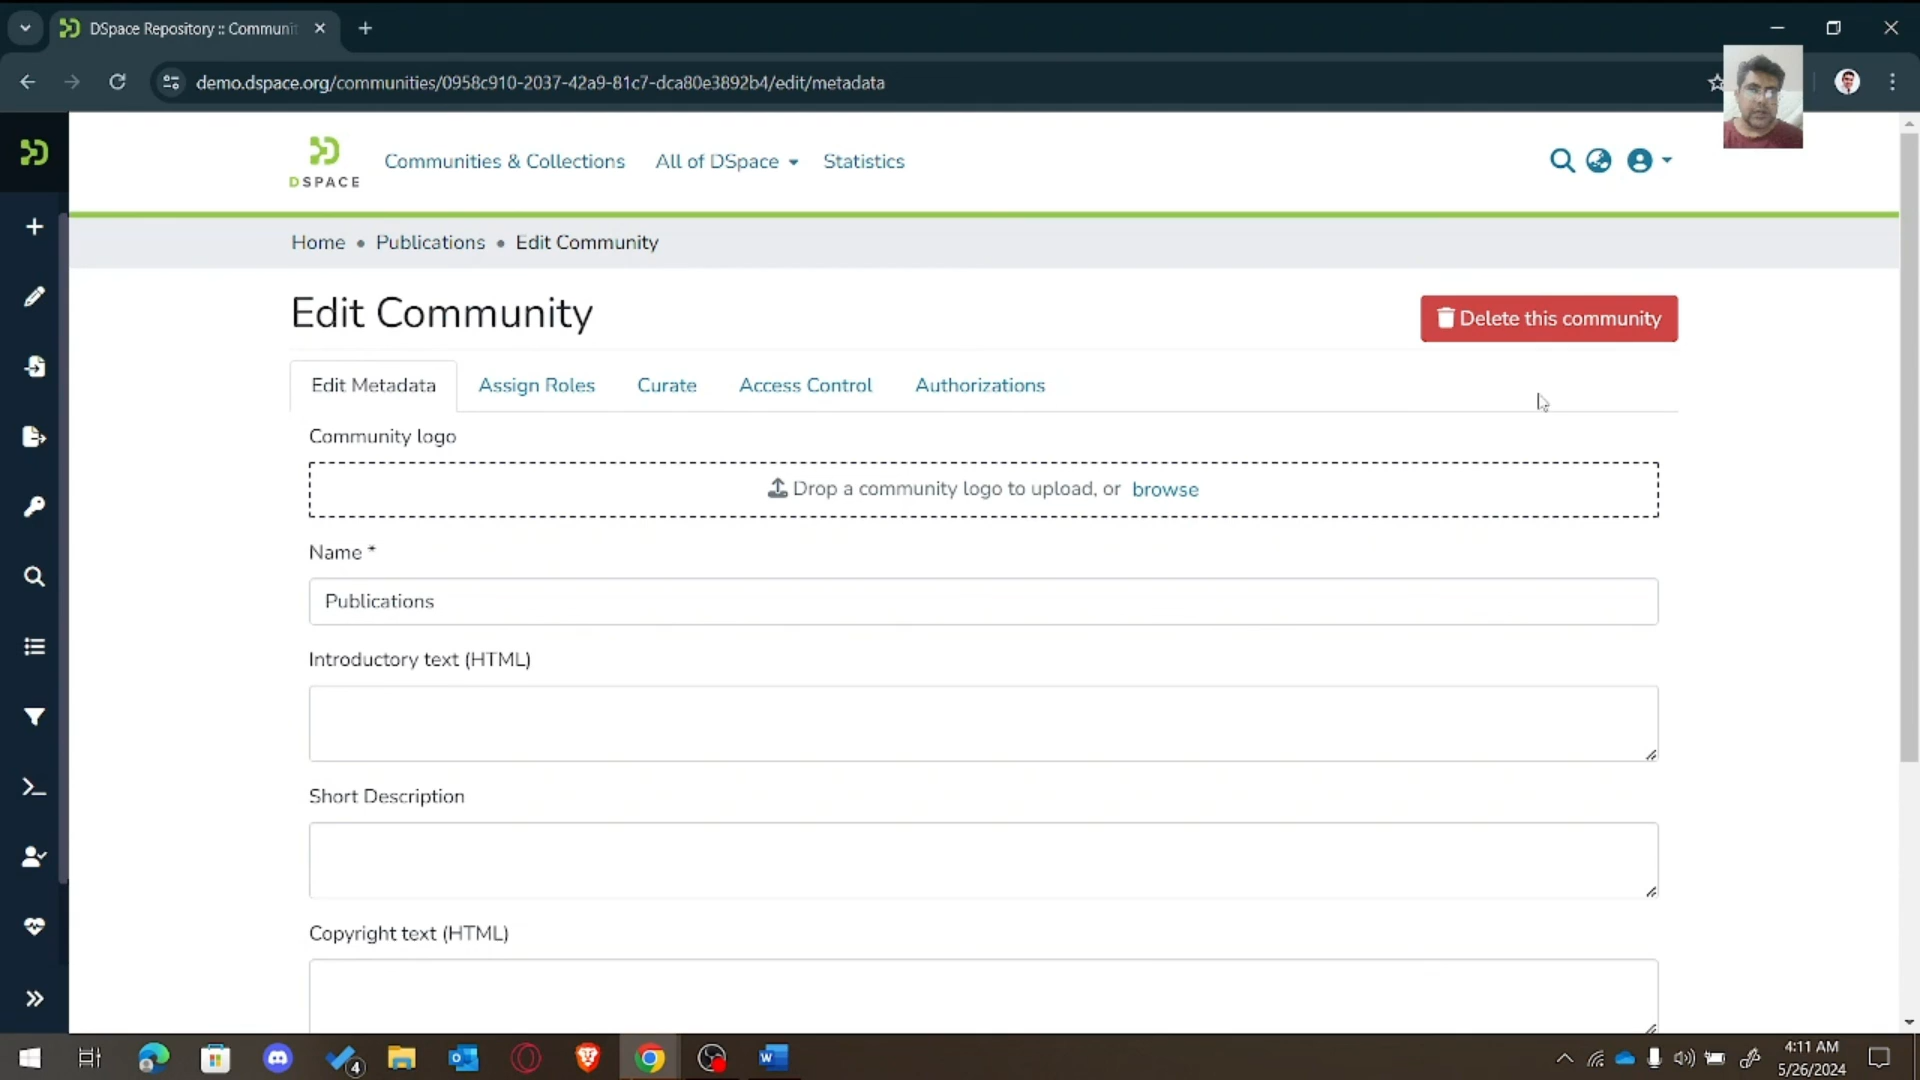 DSpace Repository :: Communit
demo.dspace.org/communities/0958c910-2037-42a9-81c7-dca80e3892b4/edit/metadata
DSPACE
Communities & Collections All of DSpace Statistics
Home • Publications • Edit Community
Edit Community
Delete this community
Edit Metadata Assign Roles Curate Access Control Authorizations
Community logo
Drop a community logo to upload, or browse
Name *
Publications
Introductory text (HTML)
Short Description
Copyright text (HTML)
4
4:11 AM
5/26/2024